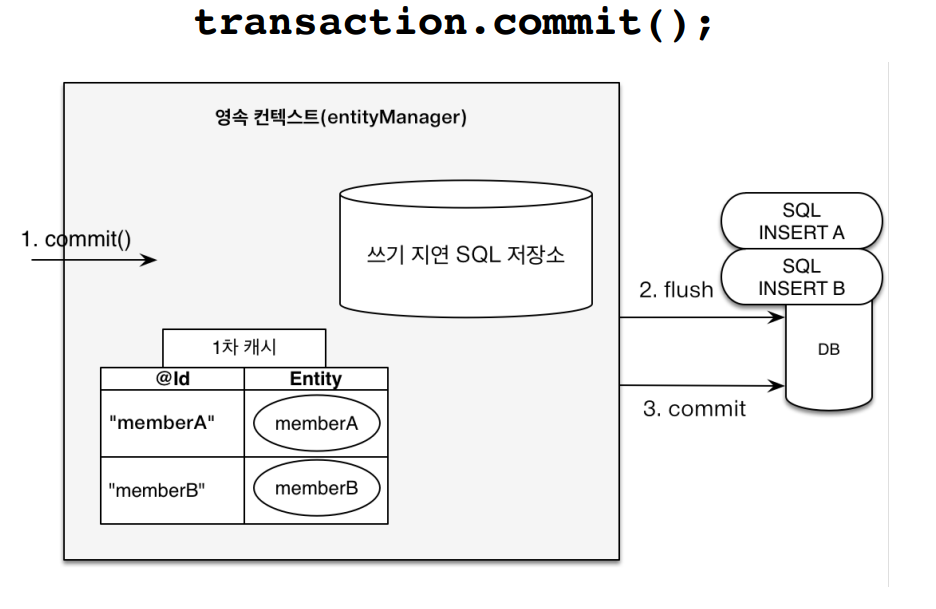 transaction.commit();
영속 컨텍스트(entityManager)
1. commit()
쓰기 지연 SQL 저장소
SQL
INSERT A
SQL
INSERT B
2. flush
DB
3. commit
1차 캐시
@Id Entity
"memberA" memberA
"memberB" memberB